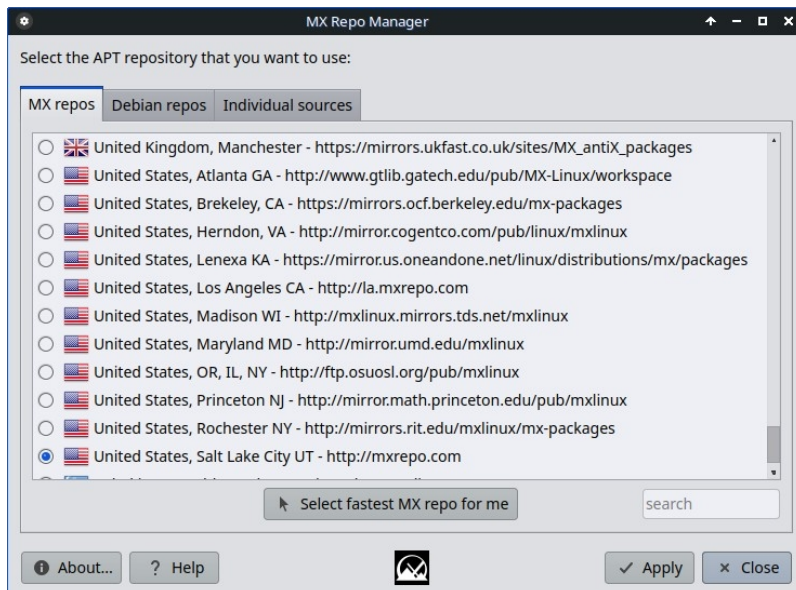 MX Repo Manager
Select the APT repository that you want to use:
MX repos Debian repos Individual sources
United Kingdom, Manchester - https://mirrors.ukfast.co.uk/sites/MX_antiX_packages
United States, Atlanta GA - http://www.gtlib.gatech.edu/pub/MX-Linux/workspace
United States, Brekeley, CA - https://mirrors.ocf.berkeley.edu/mx-packages
United States, Herndon, VA - http://mirror.cogentco.com/pub/linux/mxlinux
United States, Lenexa KA - https://mirror.us.oneandone.net/linux/distributions/mx/packages
United States, Los Angeles CA - http://la.mxrepo.com
United States, Madison WI - http://mxlinux.mirrors.tds.net/mxlinux
United States, Maryland MD - http://mirror.umd.edu/mxlinux
United States, OR, IL, NY - http://ftp.osuosl.org/pub/mxlinux
United States, Princeton NJ - http://mirror.math.princeton.edu/pub/mxlinux
United States, Rochester NY - http://mirrors.rit.edu/mxlinux/mx-packages
United States, Salt Lake City UT - http://mxrepo.com
Select fastest MX repo for me search
About... ? Help Apply Close